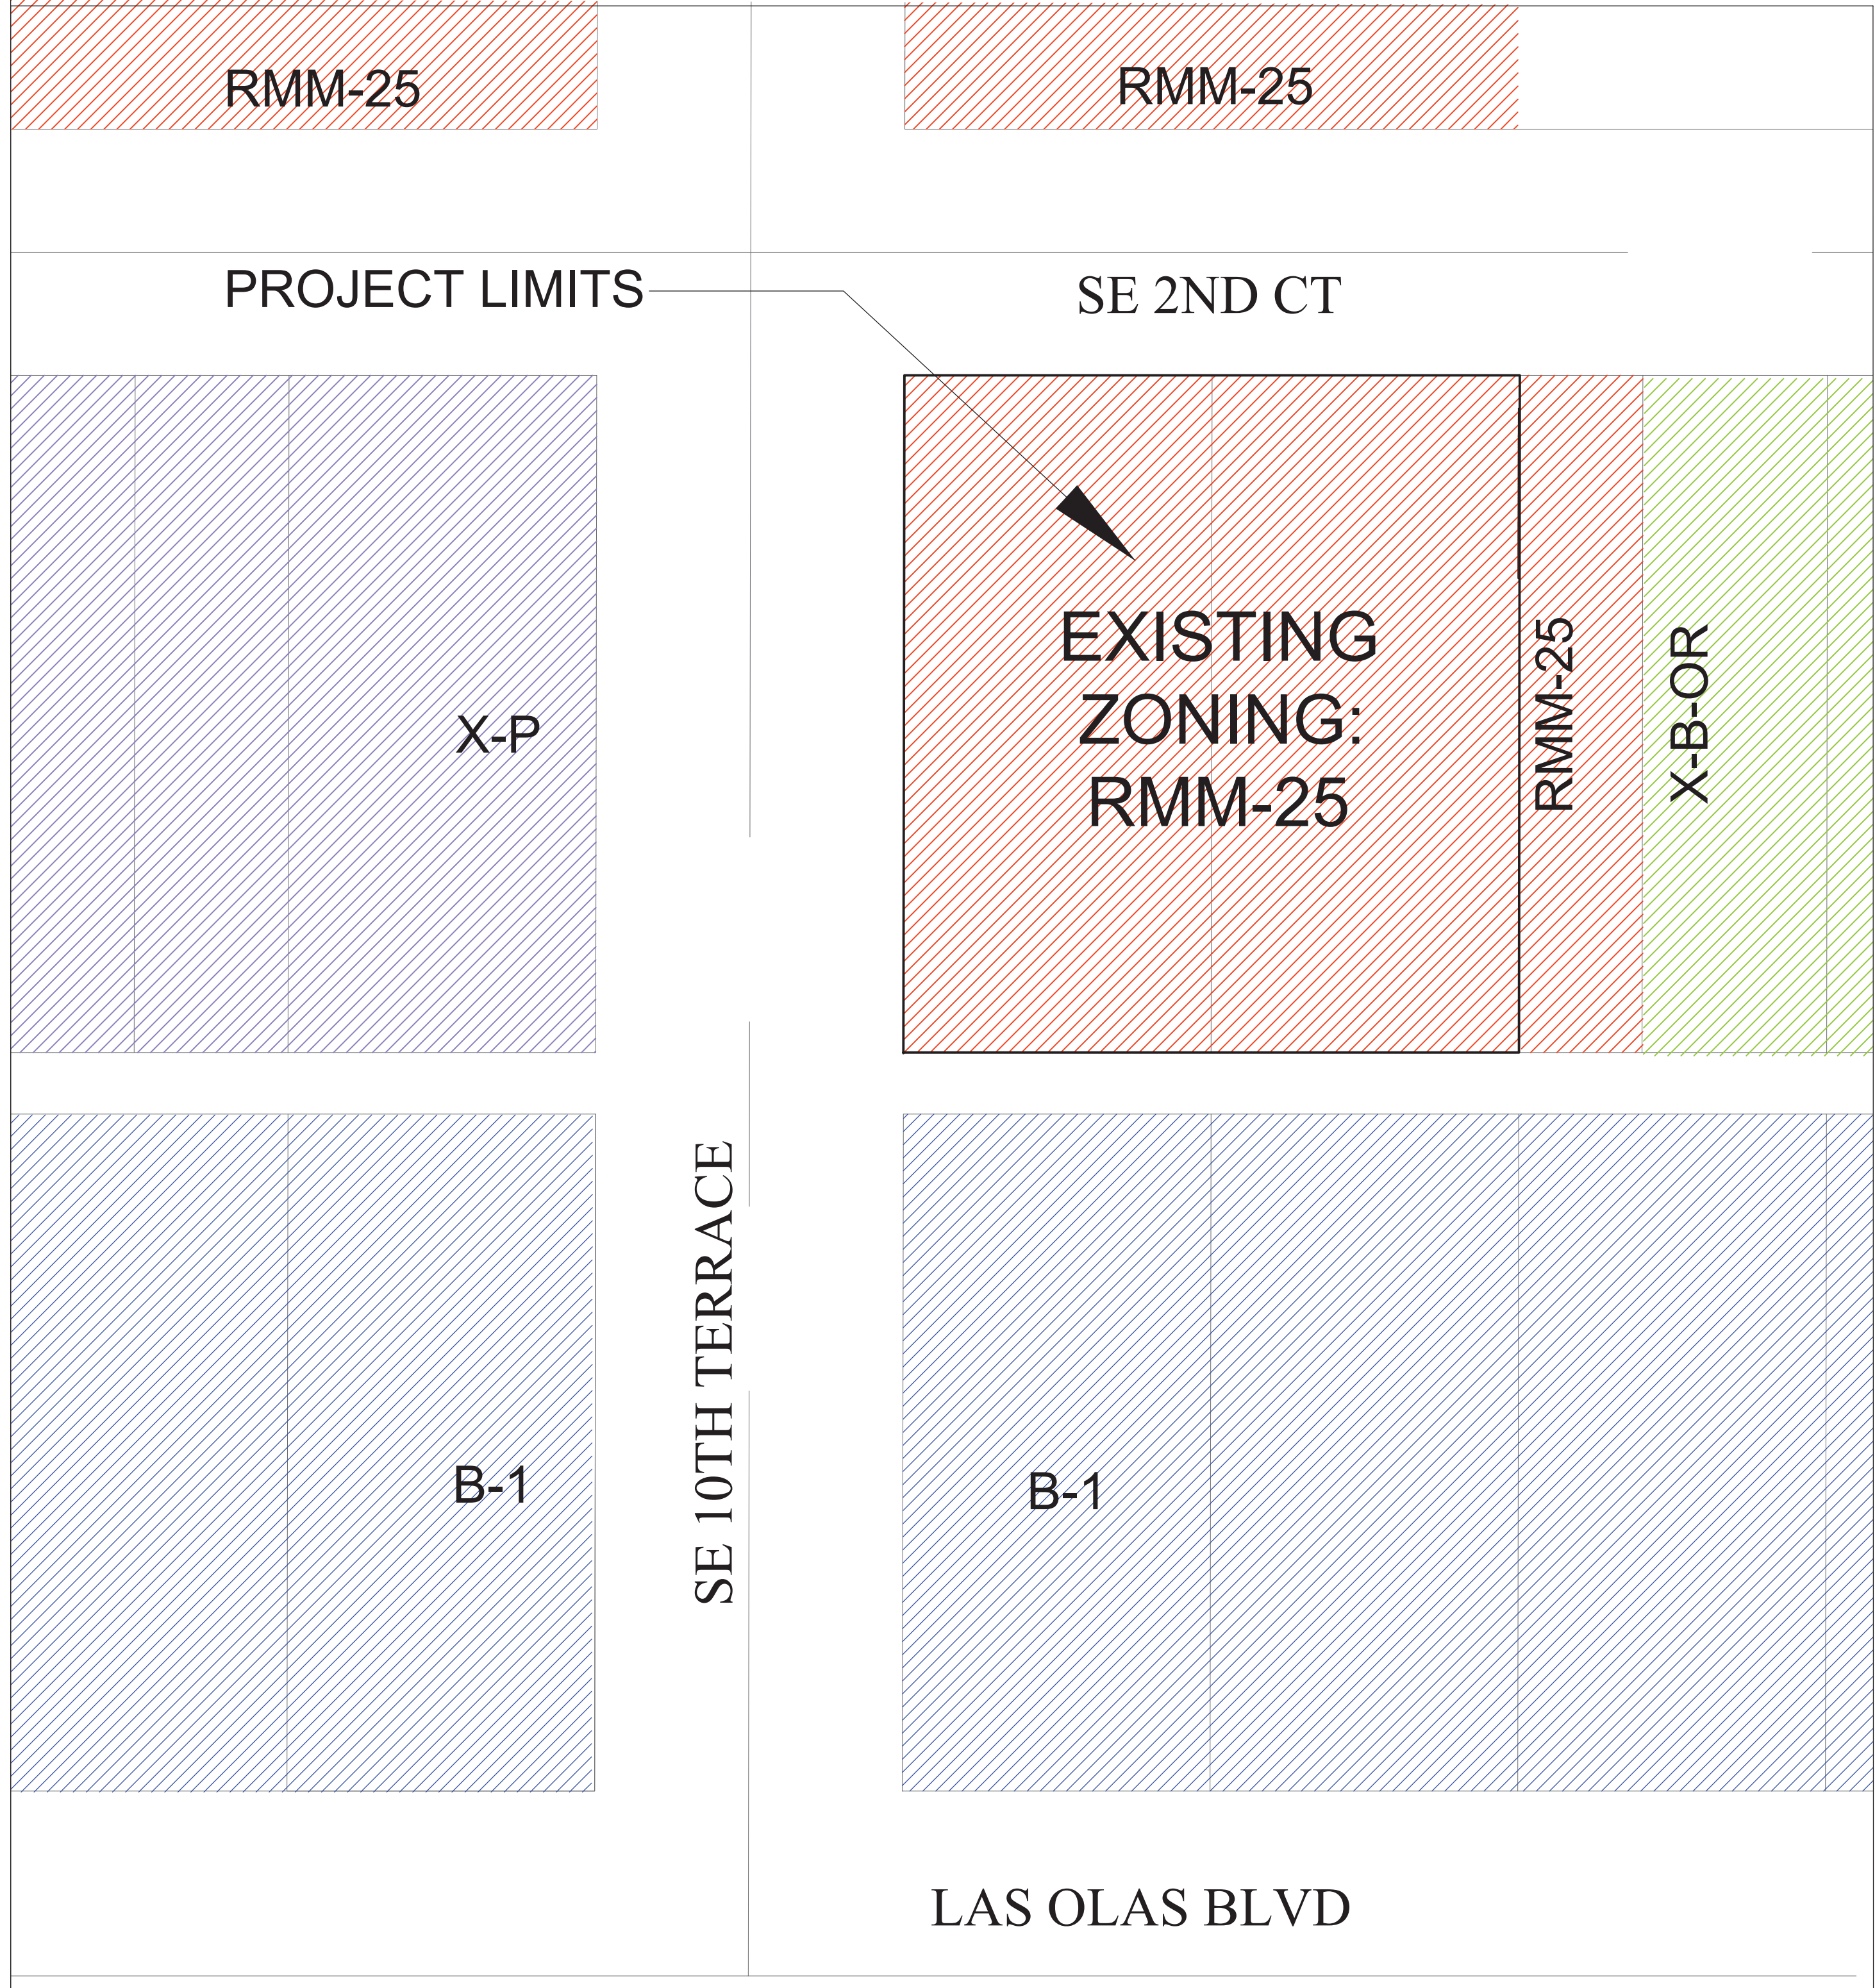 RMM-25
RMM-25
PROJECT LIMITS
SE 2ND CT
EXISTING
ZONING:
RMM-25
RMM-25
X-B-OR
X-P
SE 10TH TERRACE
B-1
B-1
LAS OLAS BLVD